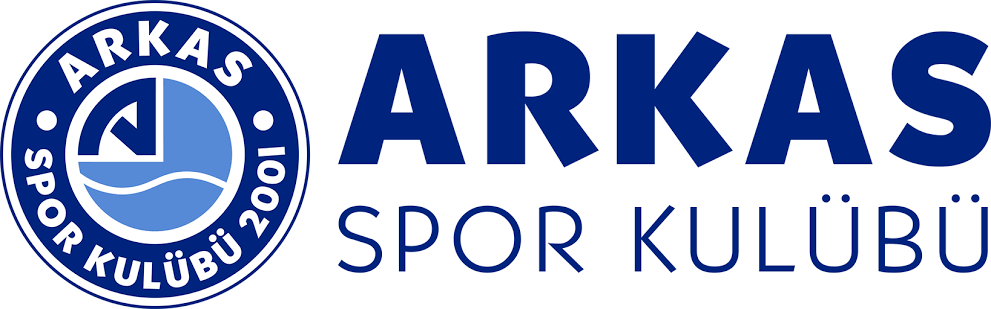 ARKAS
SPOR KULÜBÜ 2001
ARKAS
SPOR KULÜBÜ